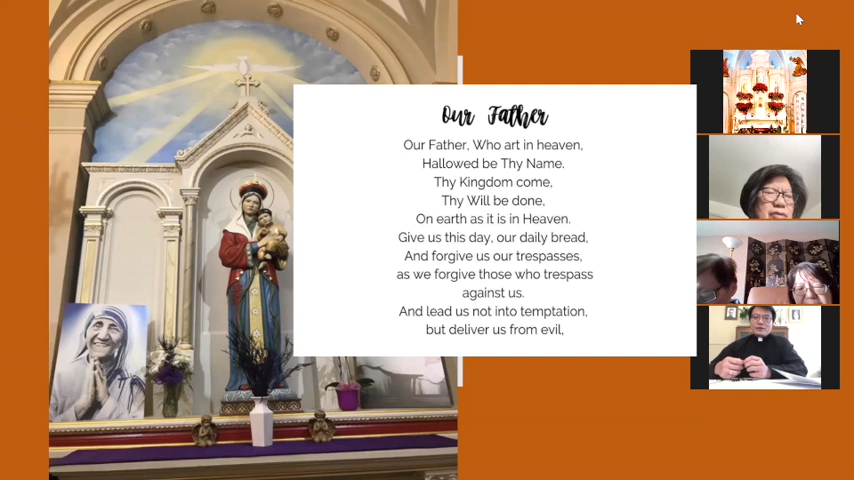 Our Father
Our Father, Who art in heaven,
Hallowed be Thy Name.
Thy Kingdom come,
Thy Will be done,
On earth as it is in Heaven.
Give us this day, our daily bread,
And forgive us our trespasses,
as we forgive those who trespass
against us.
And lead us not into temptation,
but deliver us from evil,